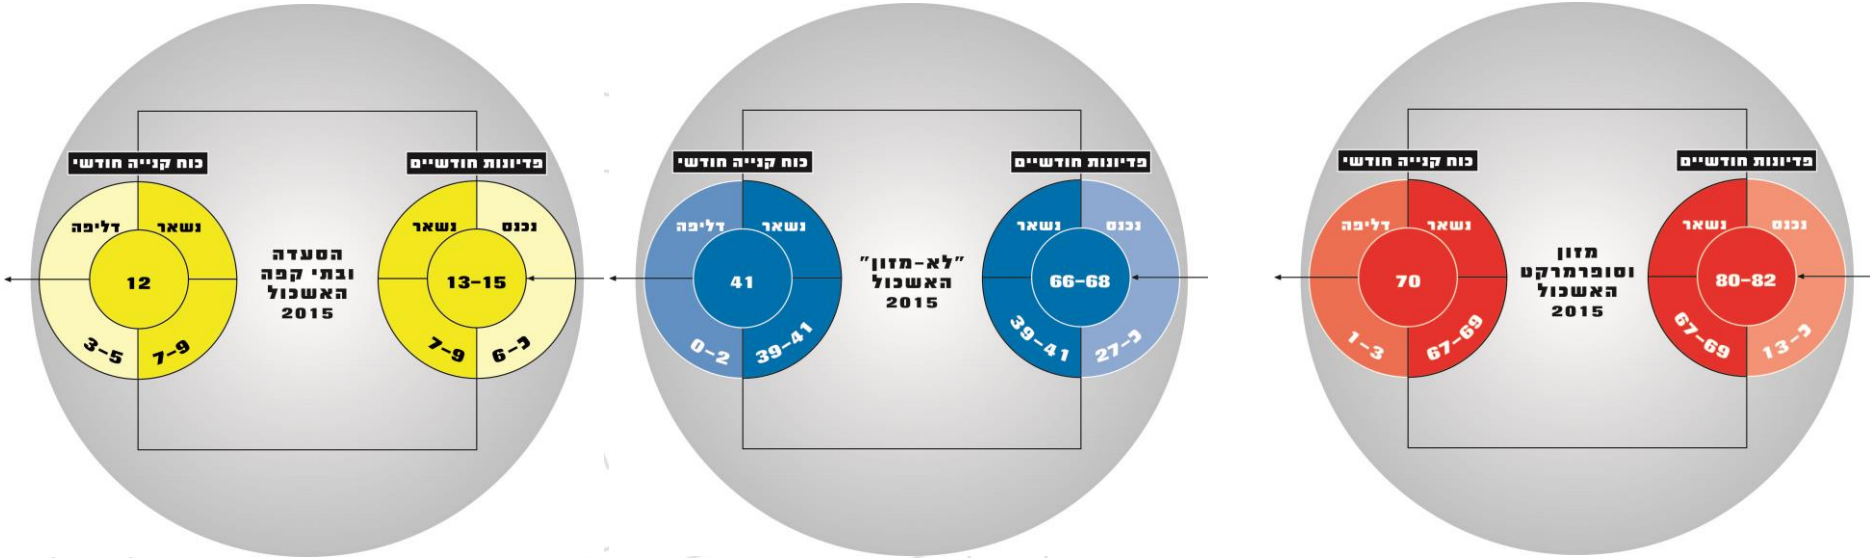 פדיונות חודשיים
נכנס
נשאר
80-82
כ-13
67-69
מזון
וסופרמרקט
האשכול
2015
כוח קנייה חודשי
נשאר
דליפה
70
67-69
1-3
פדיונות חודשיים
נכנס
נשאר
66-68
כ-27
39-41
"לא-מזון"
האשכול
2015
כוח קנייה חודשי
נשאר
דליפה
41
39-41
0-2
פדיונות חודשיים
נכנס
נשאר
13-15
כ-6
7-9
הסעדה
ובתי קפה
האשכול
2015
כוח קנייה חודשי
נשאר
דליפה
12
7-9
3-5